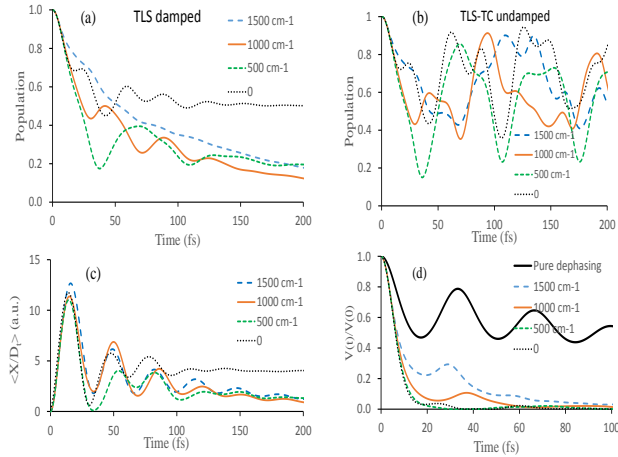 (a)
TLS damped
1500 cm-1
1000 cm-1
500 cm-1
0
Population
1.0
0.8
0.6
0.4
0.2
0.0
0
50
100
150
200
Time (fs)
(b)
TLS-TC undamped
1500 cm-1
1000 cm-1
500 cm-1
0
Population
1
0.8
0.6
0.4
0.2
0
0
50
100
150
200
Time (fs)
(c)
1500 cm-1
1000 cm-1
500 cm-1
0
15
10
5
0
0
50
100
150
200
Time (fs)
(d)
Pure dephasing
1500 cm-1
1000 cm-1
500 cm-1
0
V(t)/V(0)
1.0
0.8
0.6
0.4
0.2
0.0
0
20
40
60
80
100
Time (fs)